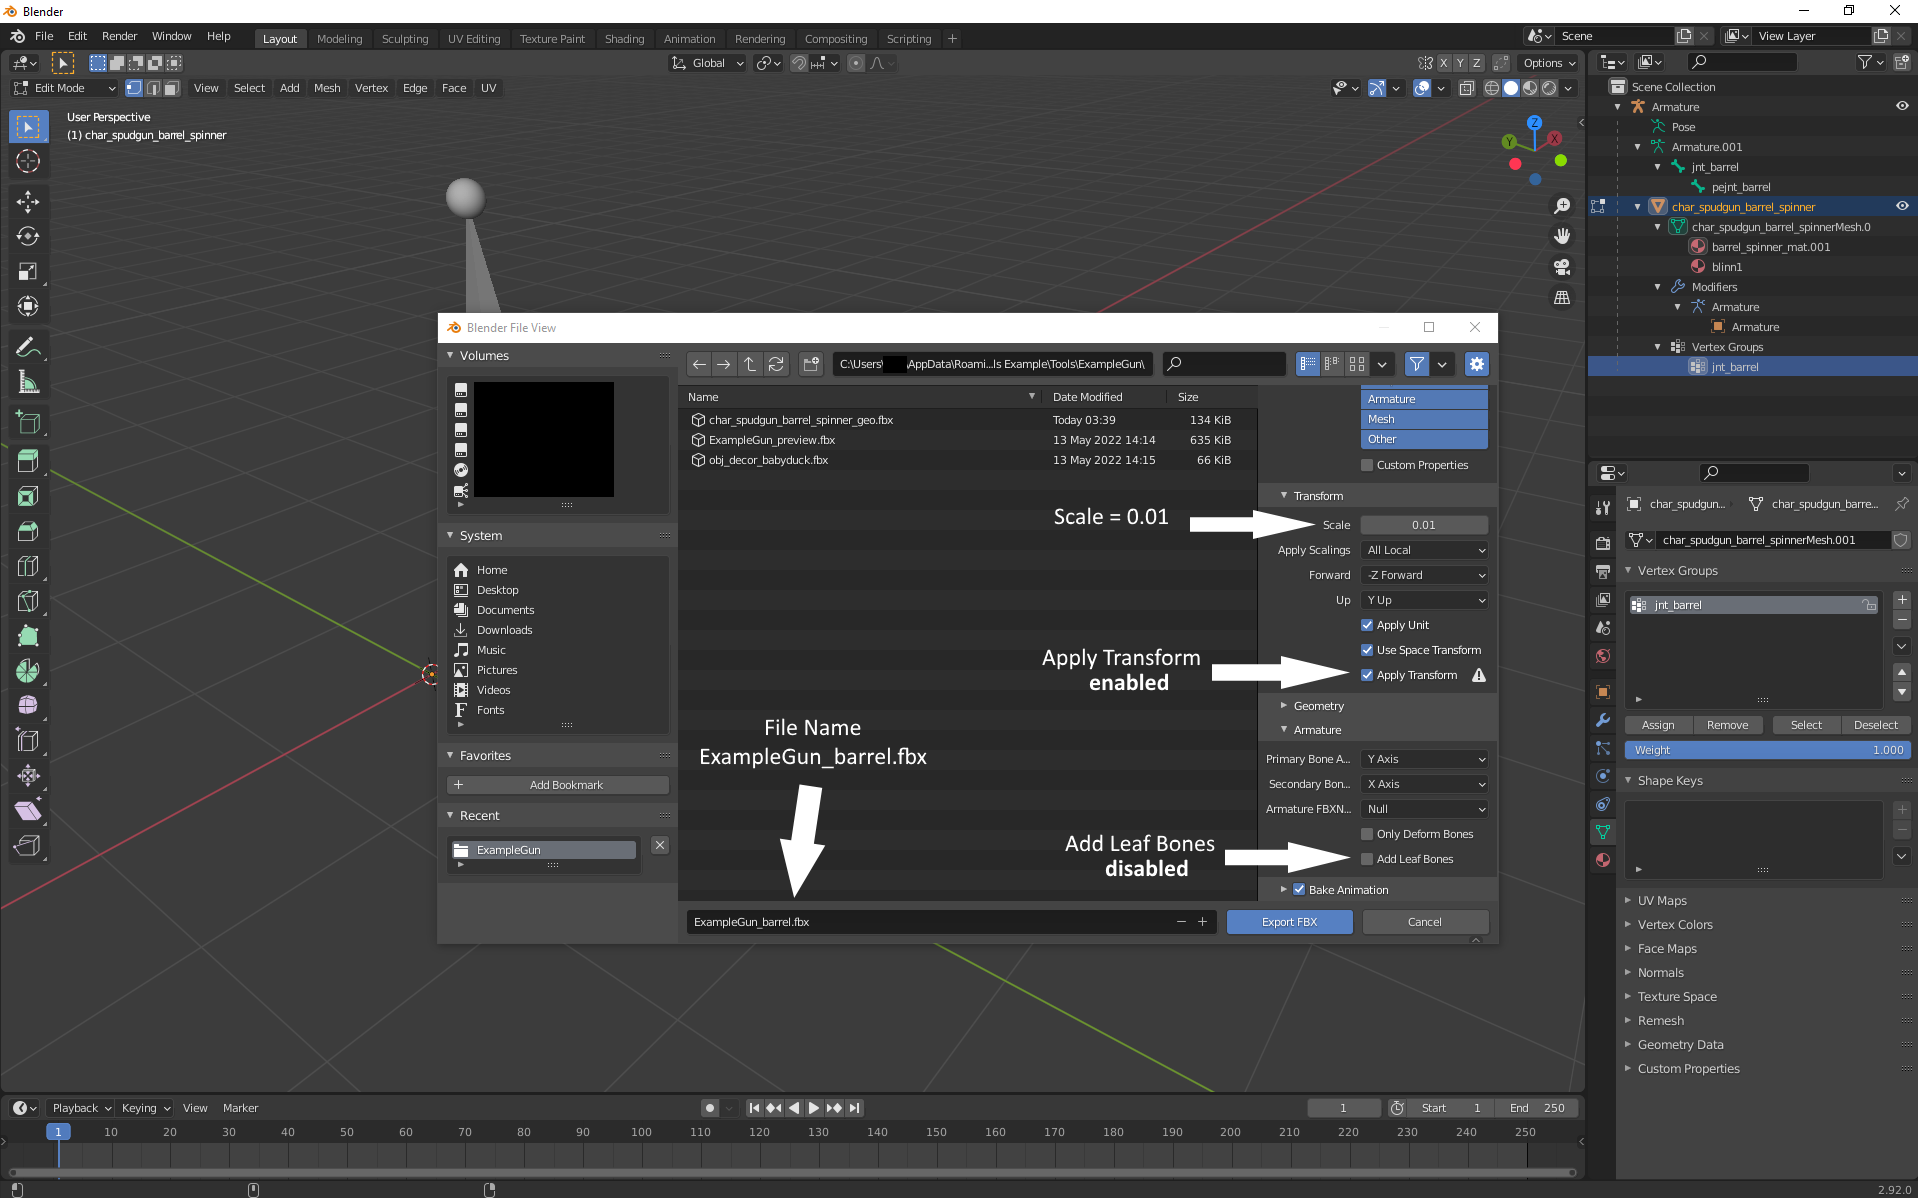 Blender
File Edit Render Window Help
Layout Modeling Sculpting UV Editing Texture Paint Shading Animation Rendering Compositing Scripting +
Scene
View Layer
Global
X Y Z
Options
Edit Mode
View Select Add Mesh Vertex Edge Face UV
User Perspective
(1) char_spudgun_barrel_spinner
Z
Y
X
Scene Collection
Armature
Pose
Armature.001
jnt_barrel
pejnt_barrel
char_spudgun_barrel_spinner
char_spudgun_barrel_spinnerMesh.0
barrel_spinner_mat.001
blinn1
Modifiers
Armature
Armature
Vertex Groups
jnt_barrel
Blender File View
Volumes
C:\Users\ \AppData\Roami...ls Example\Tools\ExampleGun\
Name Date Modified Size
char_spudgun_barrel_spinner_geo.fbx Today 03:39 134 KiB
ExampleGun_preview.fbx 13 May 2022 14:14 635 KiB
obj_decor_babyduck.fbx 13 May 2022 14:15 66 KiB
System
Home
Desktop
Documents
Downloads
Music
Pictures
Videos
Fonts
Favorites
Add Bookmark
Recent
ExampleGun
Armature
Mesh
Other
Custom Properties
Transform
Scale = 0.01
Scale 0.01
Apply Scalings All Local
Forward -Z Forward
Up Y Up
Apply Unit
Use Space Transform
Apply Transform
enabled
Apply Transform
Geometry
Armature
File Name
ExampleGun_barrel.fbx
Primary Bone A... Y Axis
Secondary Bon... X Axis
Armature FBXN... Null
Only Deform Bones
Add Leaf Bones
disabled
Add Leaf Bones
Bake Animation
ExampleGun_barrel.fbx
Export FBX
Cancel
char_spudgun...
char_spudgun_barre...
char_spudgun_barrel_spinnerMesh.001
Vertex Groups
jnt_barrel
Assign Remove Select Deselect
Weight 1.000
Shape Keys
UV Maps
Vertex Colors
Face Maps
Normals
Texture Space
Remesh
Geometry Data
Custom Properties
Playback Keying View Marker
1
Start 1 End 250
1 10 20 30 40 50 60 70 80 90 100 110 120 130 140 150 160 170 180 190 200 210 220 230 240 250
2.92.0